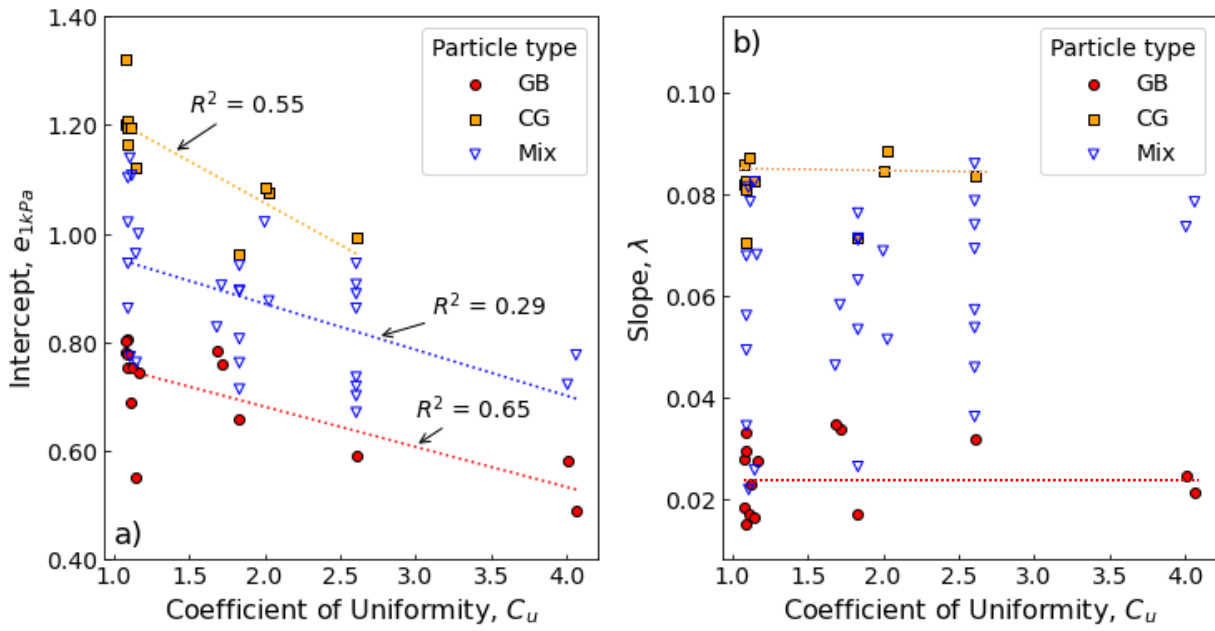 1.40
1.20
1.00
0.80
0.60
0.40
Intercept, e1kPa
1.0 1.5 2.0 2.5 3.0 3.5 4.0
Coefficient of Uniformity, Cu
a)
Particle type
GB
CG
Mix
R² = 0.55
R² = 0.29
R² = 0.65
b)
0.10
0.08
0.06
0.04
0.02
Slope, λ
1.0 1.5 2.0 2.5 3.0 3.5 4.0
Coefficient of Uniformity, Cu
Particle type
GB
CG
Mix